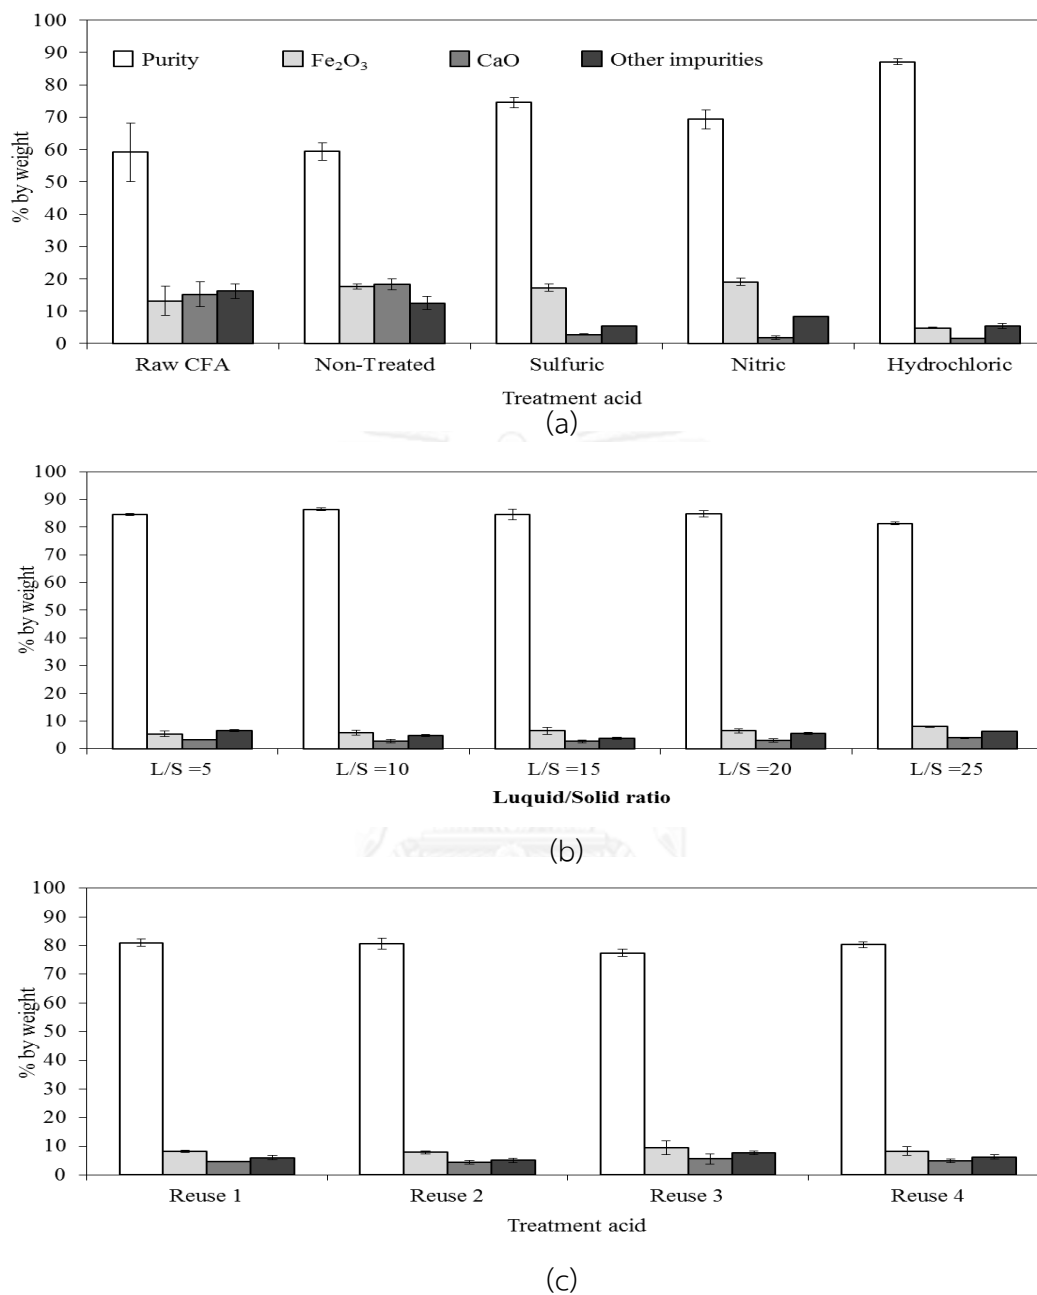 100
90
80
70
60
50
40
30
20
10
0
% by weight
Purity Fe₂O₃ CaO Other impurities
Raw CFA Non-Treated Sulfuric Nitric Hydrochloric
Treatment acid
(a)
100
90
80
70
60
50
40
30
20
10
0
% by weight
L/S =5 L/S =10 L/S =15 L/S =20 L/S =25
Luquid/Solid ratio
(b)
100
90
80
70
60
50
40
30
20
10
0
% by weight
Reuse 1 Reuse 2 Reuse 3 Reuse 4
Treatment acid
(c)